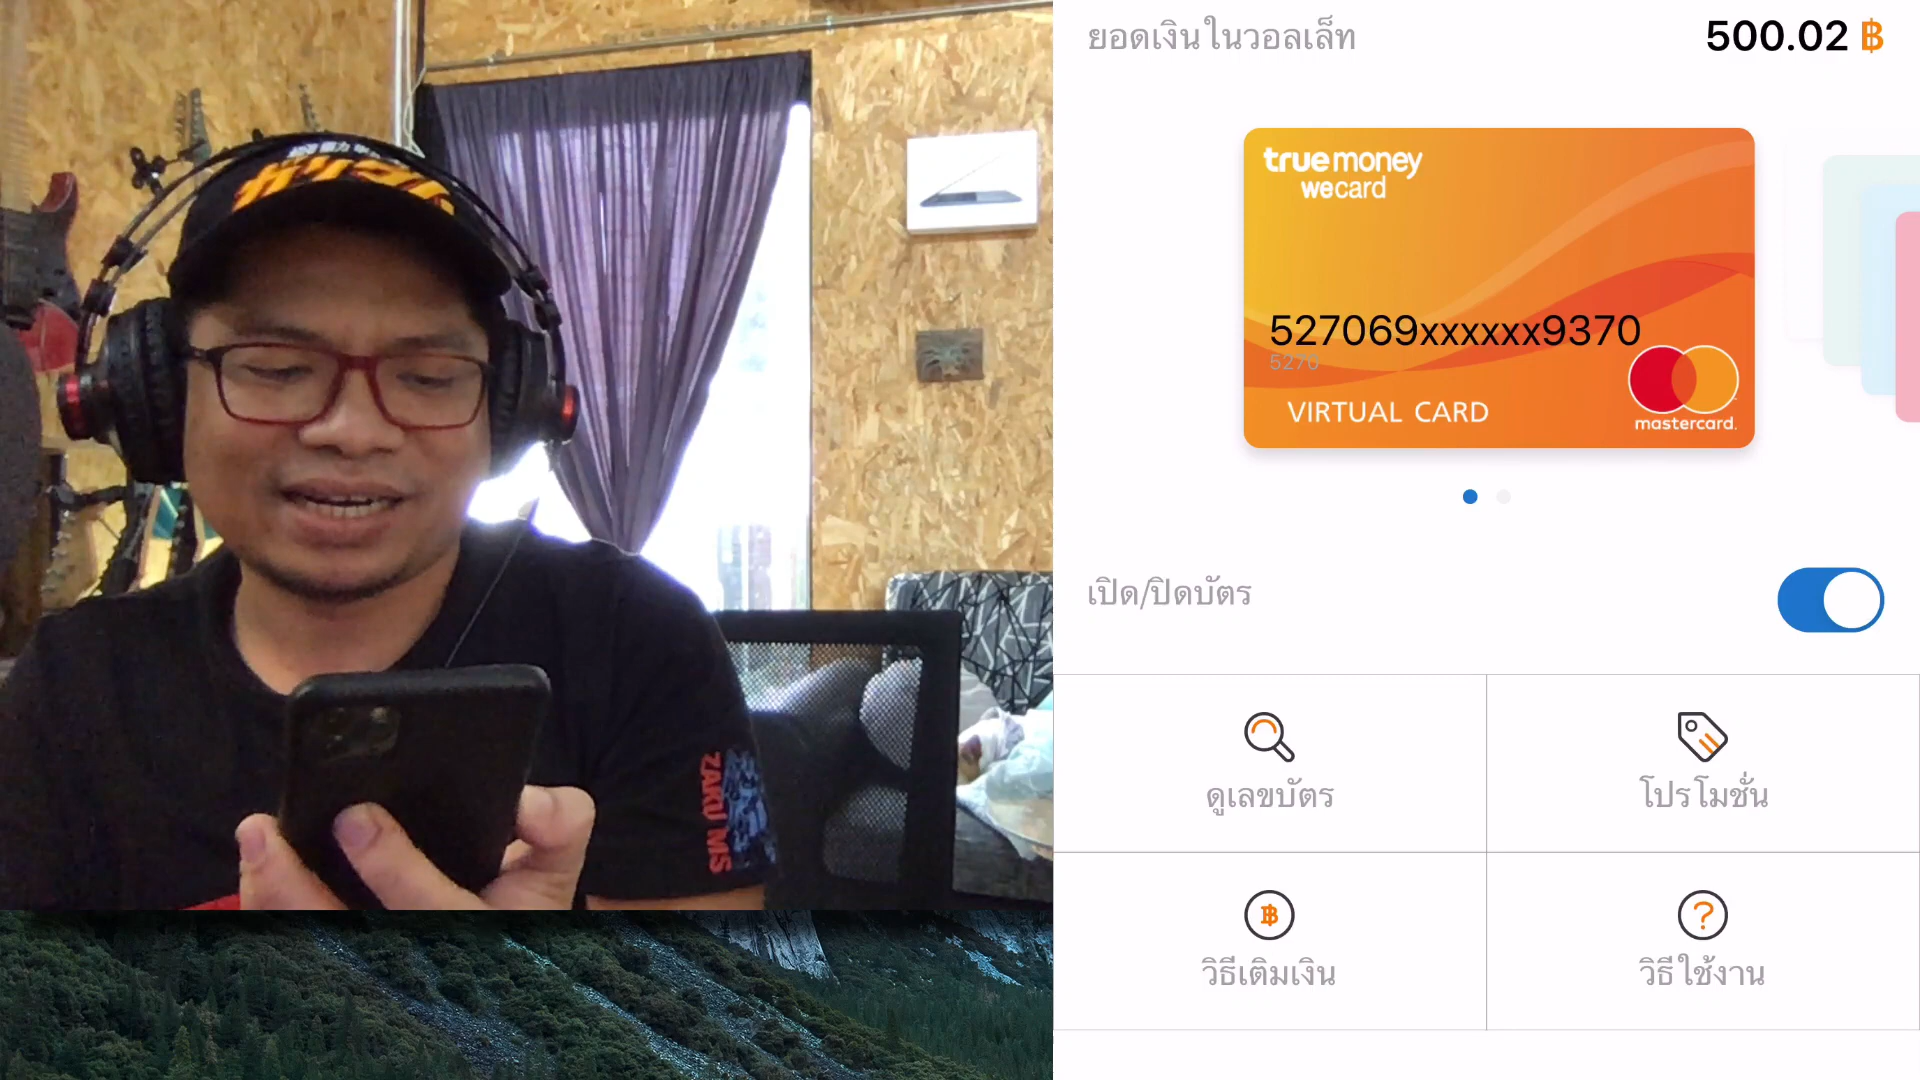 ยอดเงินในวอลเล็ท
500.02 ฿
truemoney
wecard
527069xxxxxx9370
5270
VIRTUAL CARD
mastercard.
เปิด/ปิดบัตร
ดูเลขบัตร
โปรโมชั่น
วิธีเติมเงิน
วิธีใช้งาน
ZAKU MS